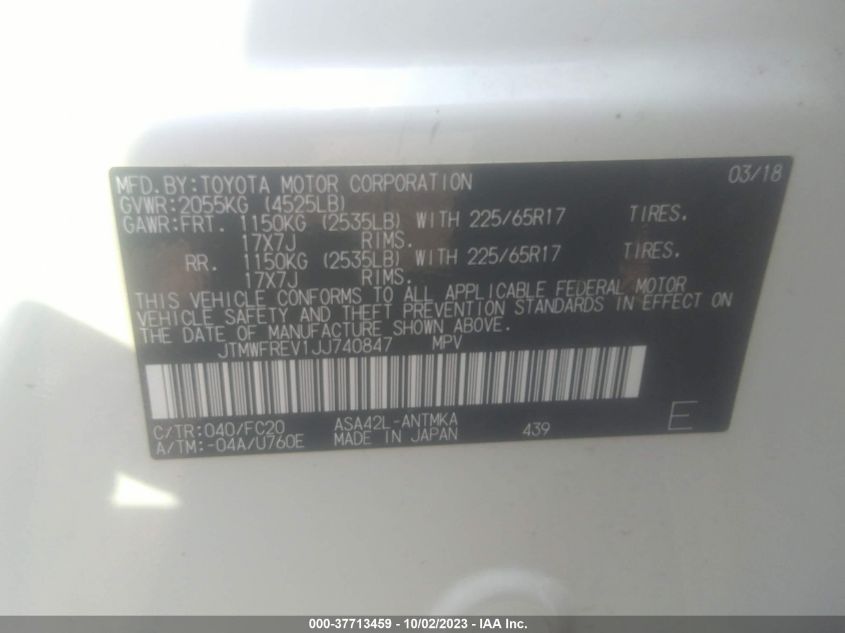 MFD. BY: TOYOTA MOTOR CORPORATION 03/18
GVWR: 2055KG (4525LB)
GAWR: FRT. 1150KG (2535LB) WITH 225/65R17 TIRES.
17X7J RIMS.
RR. 1150KG (2535LB) WITH 225/65R17 TIRES.
17X7J RIMS.
THIS VEHICLE CONFORMS TO ALL APPLICABLE FEDERAL MOTOR
VEHICLE SAFETY AND THEFT PREVENTION STANDARDS IN EFFECT ON
THE DATE OF MANUFACTURE SHOWN ABOVE.
JTMWFREV1JJ740847 MPV
C/TR: 040/FC20 ASA42L-ANTMKA 439 E
A/TM: -04A/U760E MADE IN JAPAN
000-37713459 - 10/02/2023 - IAA Inc.